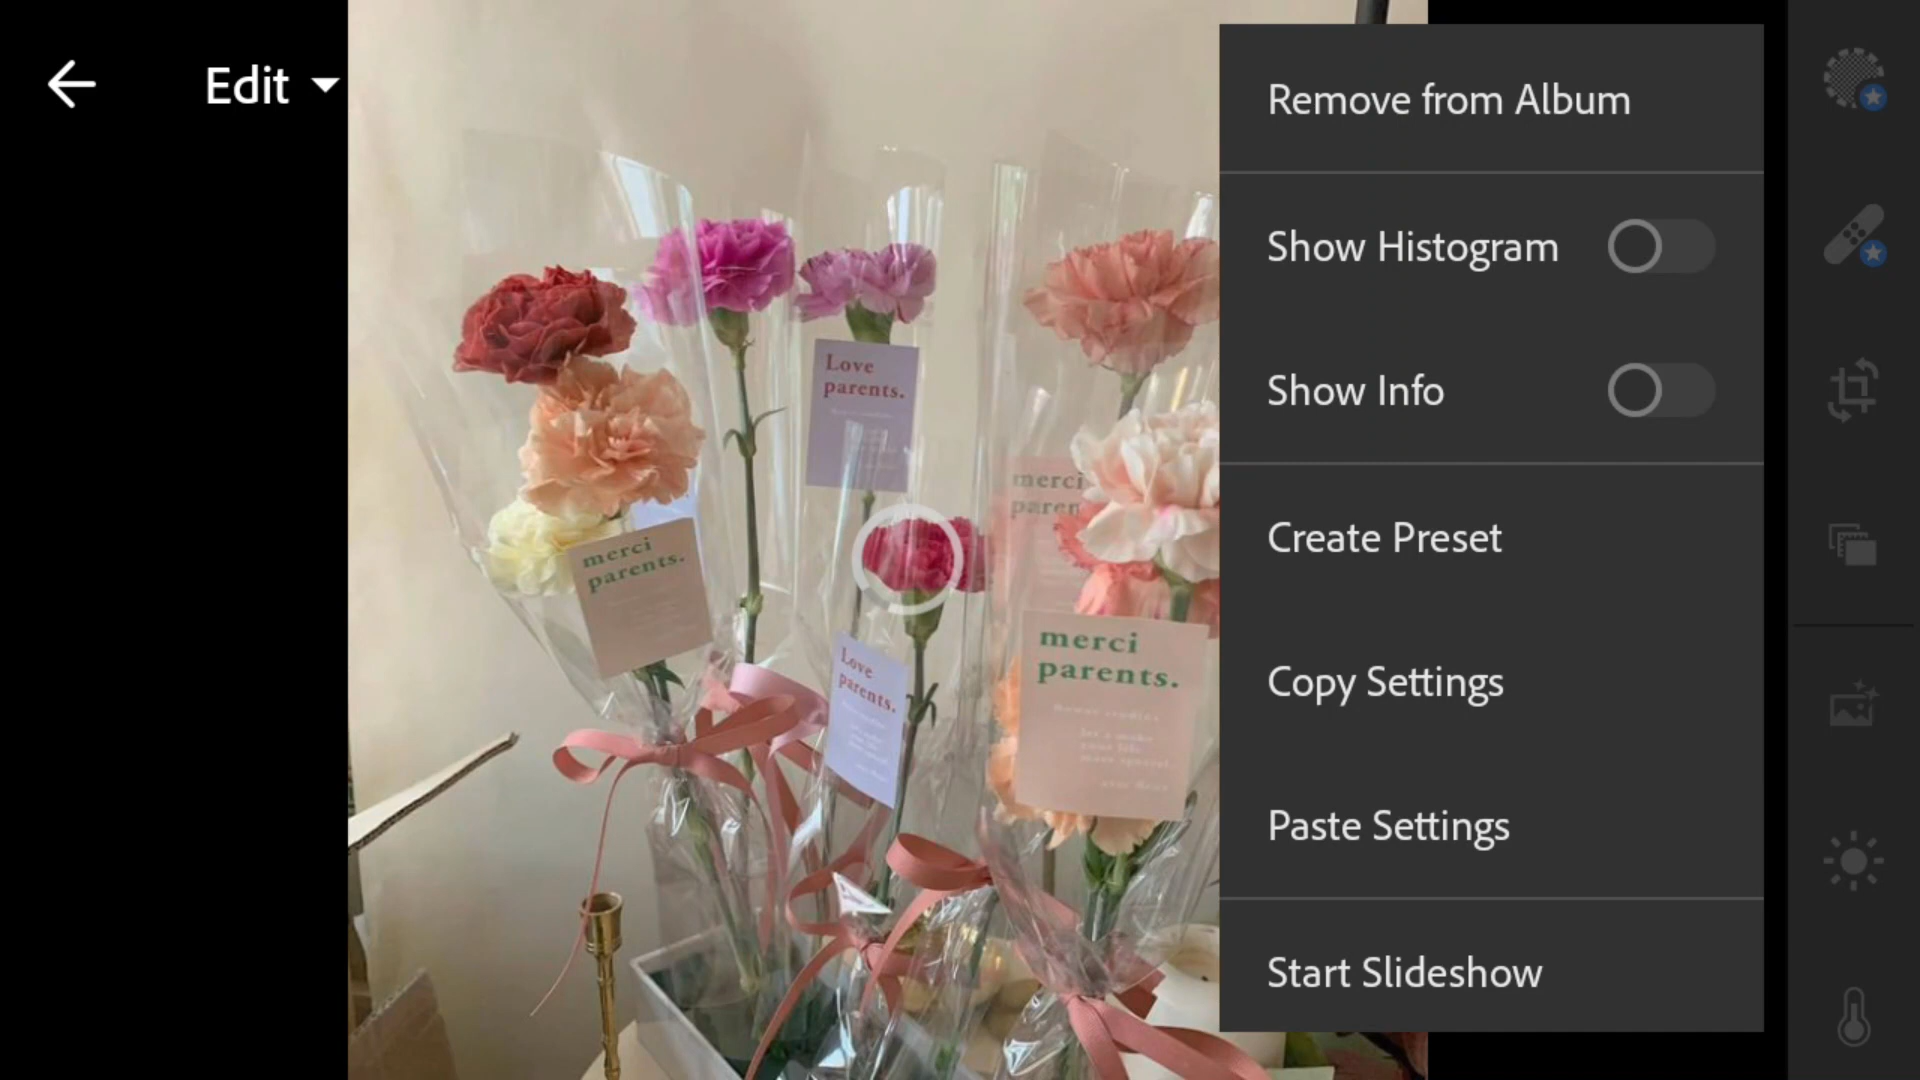 Edit
Remove from Album
Show Histogram
Show Info
Create Preset
Copy Settings
Paste Settings
Start Slideshow
Love
parents.
merci
paren
merci
parents.
merci
parents.
Love
parents.